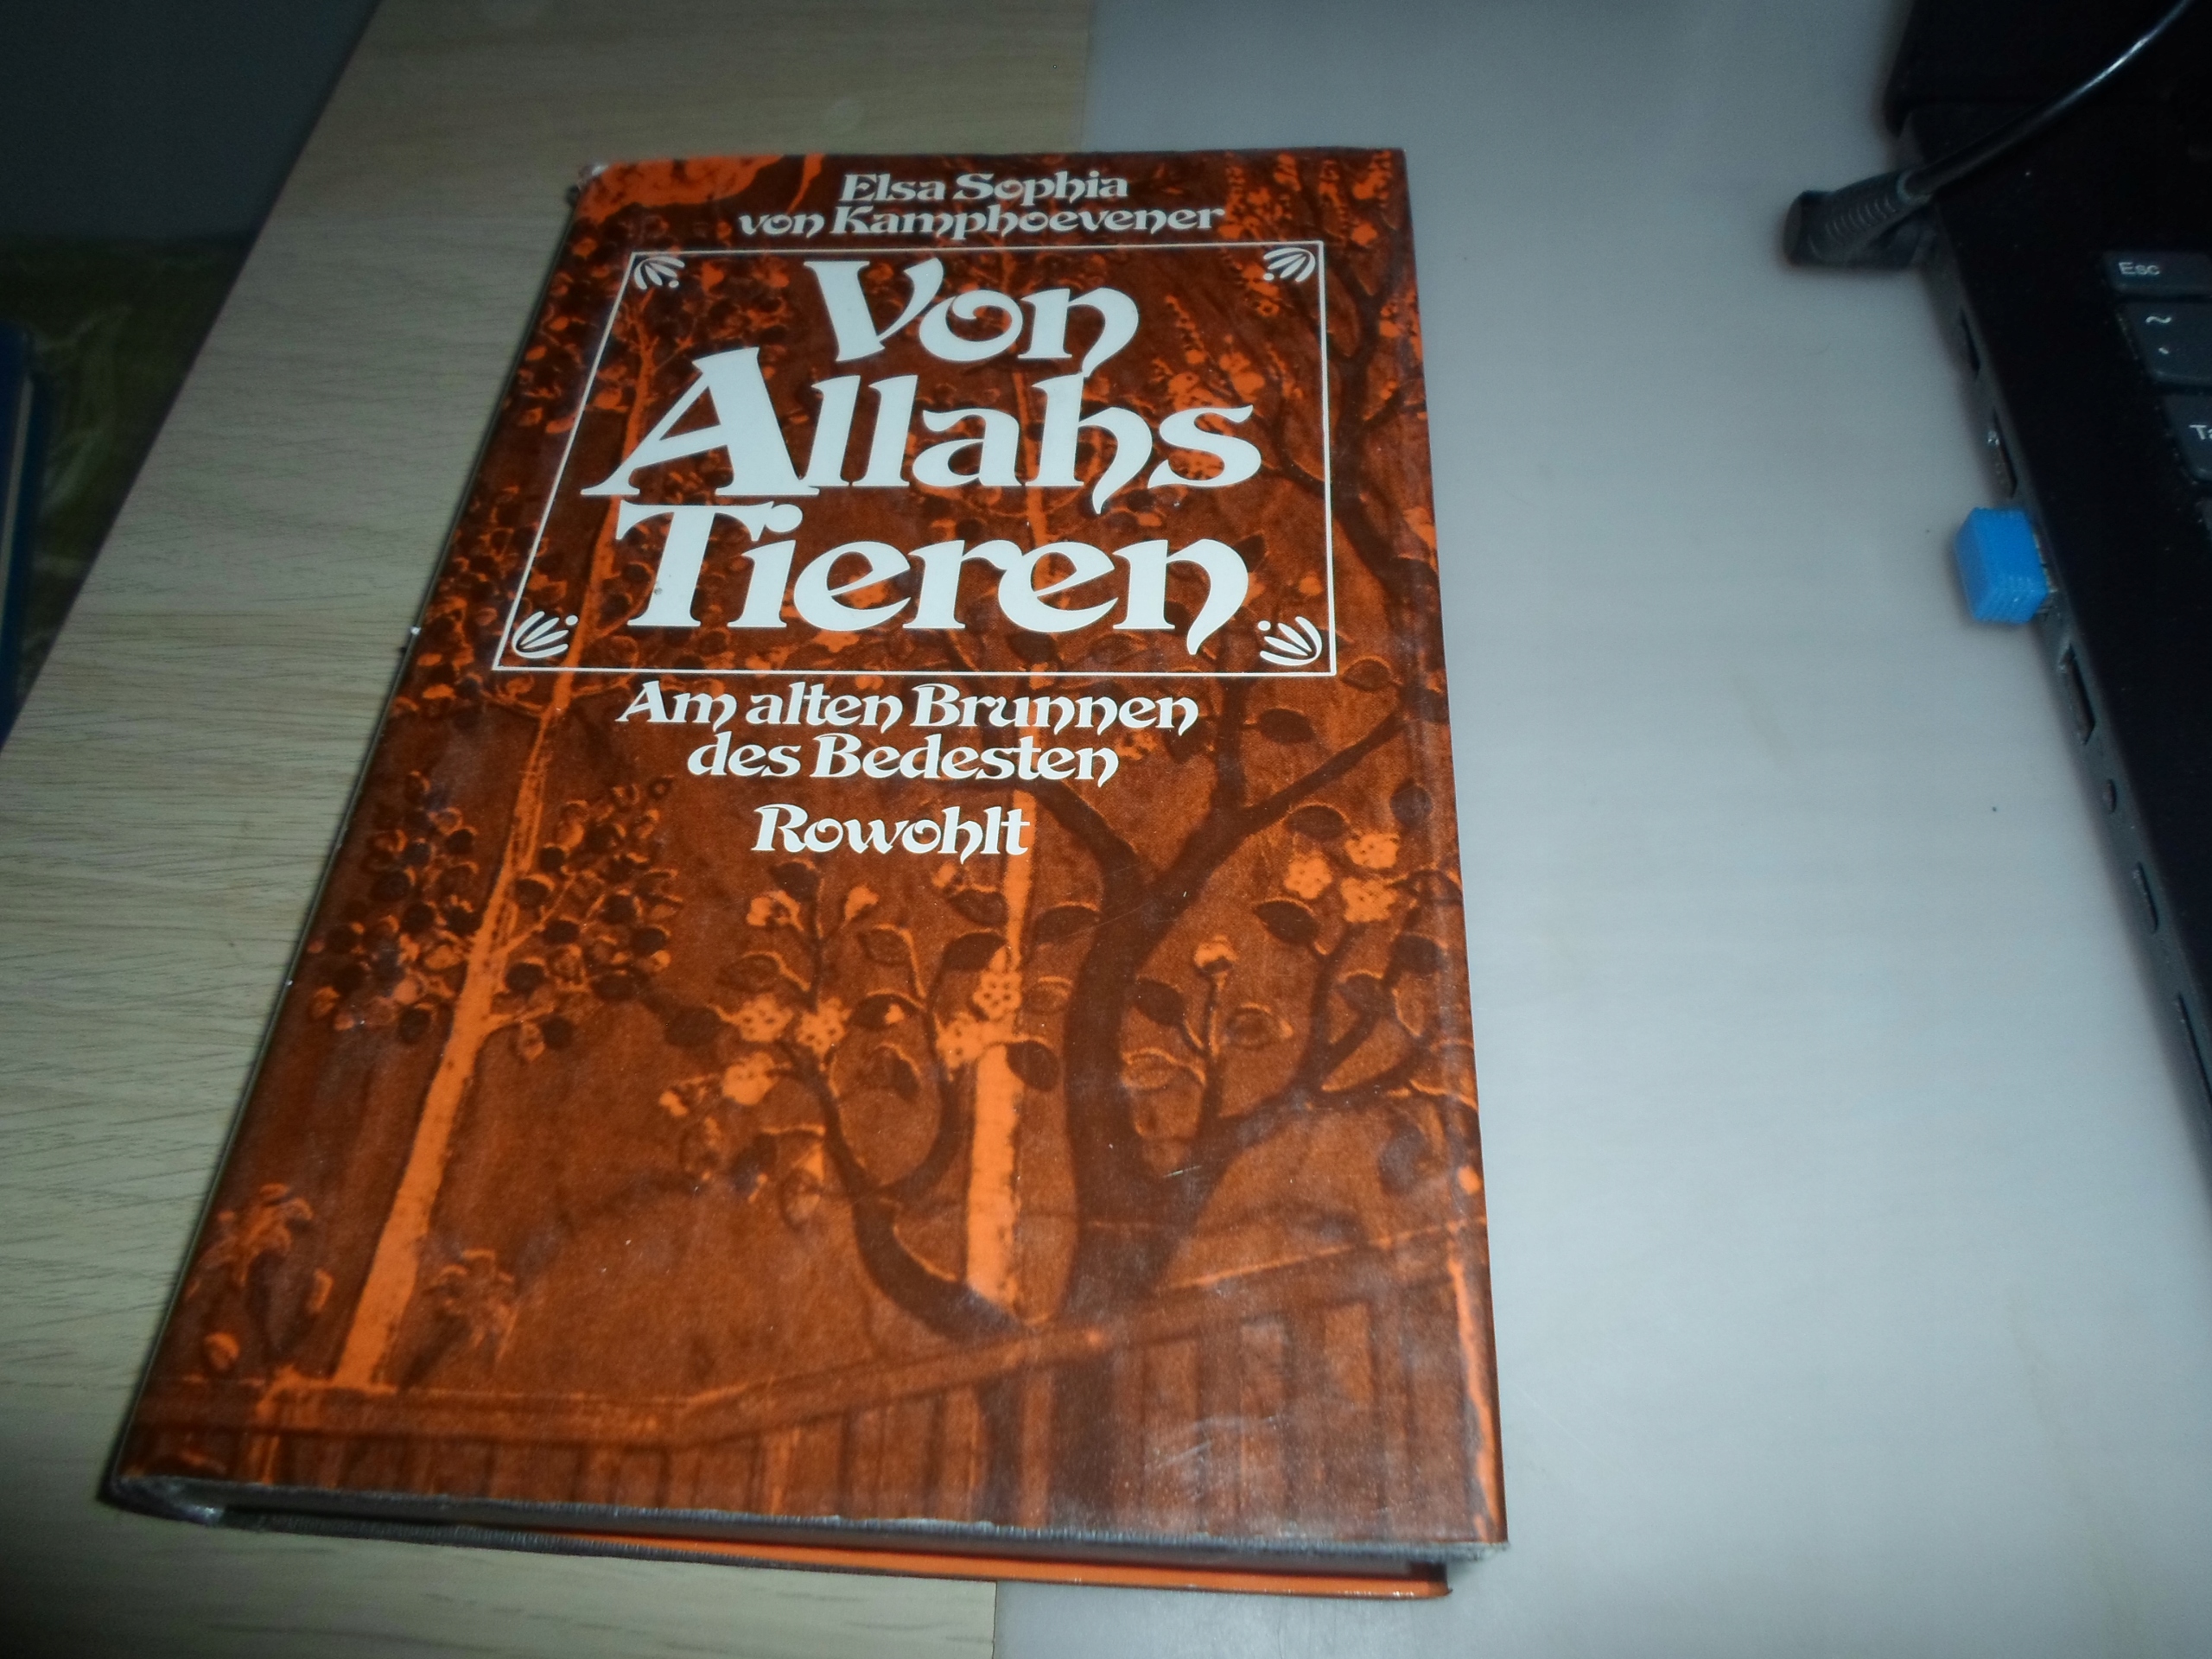 Elsa Sophia
von Kamphoevener
Von
Allahs
Tieren
Am alten Brunnen
des Bedesten
Rowohlt
Esc
~